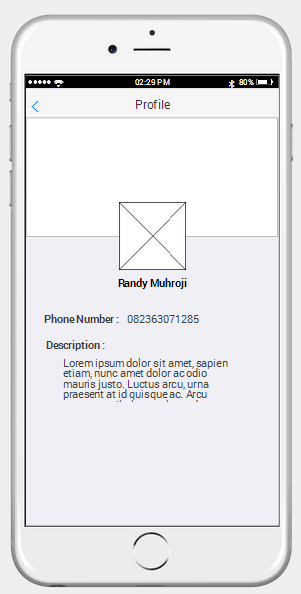 02:29 PM
80%
Profile
Randy Muhroji
Phone Number : 082363071285
Description :
Lorem ipsum dolor sit amet, sapien
etiam, nunc amet dolor ac odio
mauris justo. Luctus arcu, urna
praesent at id quisque ac. Arcu